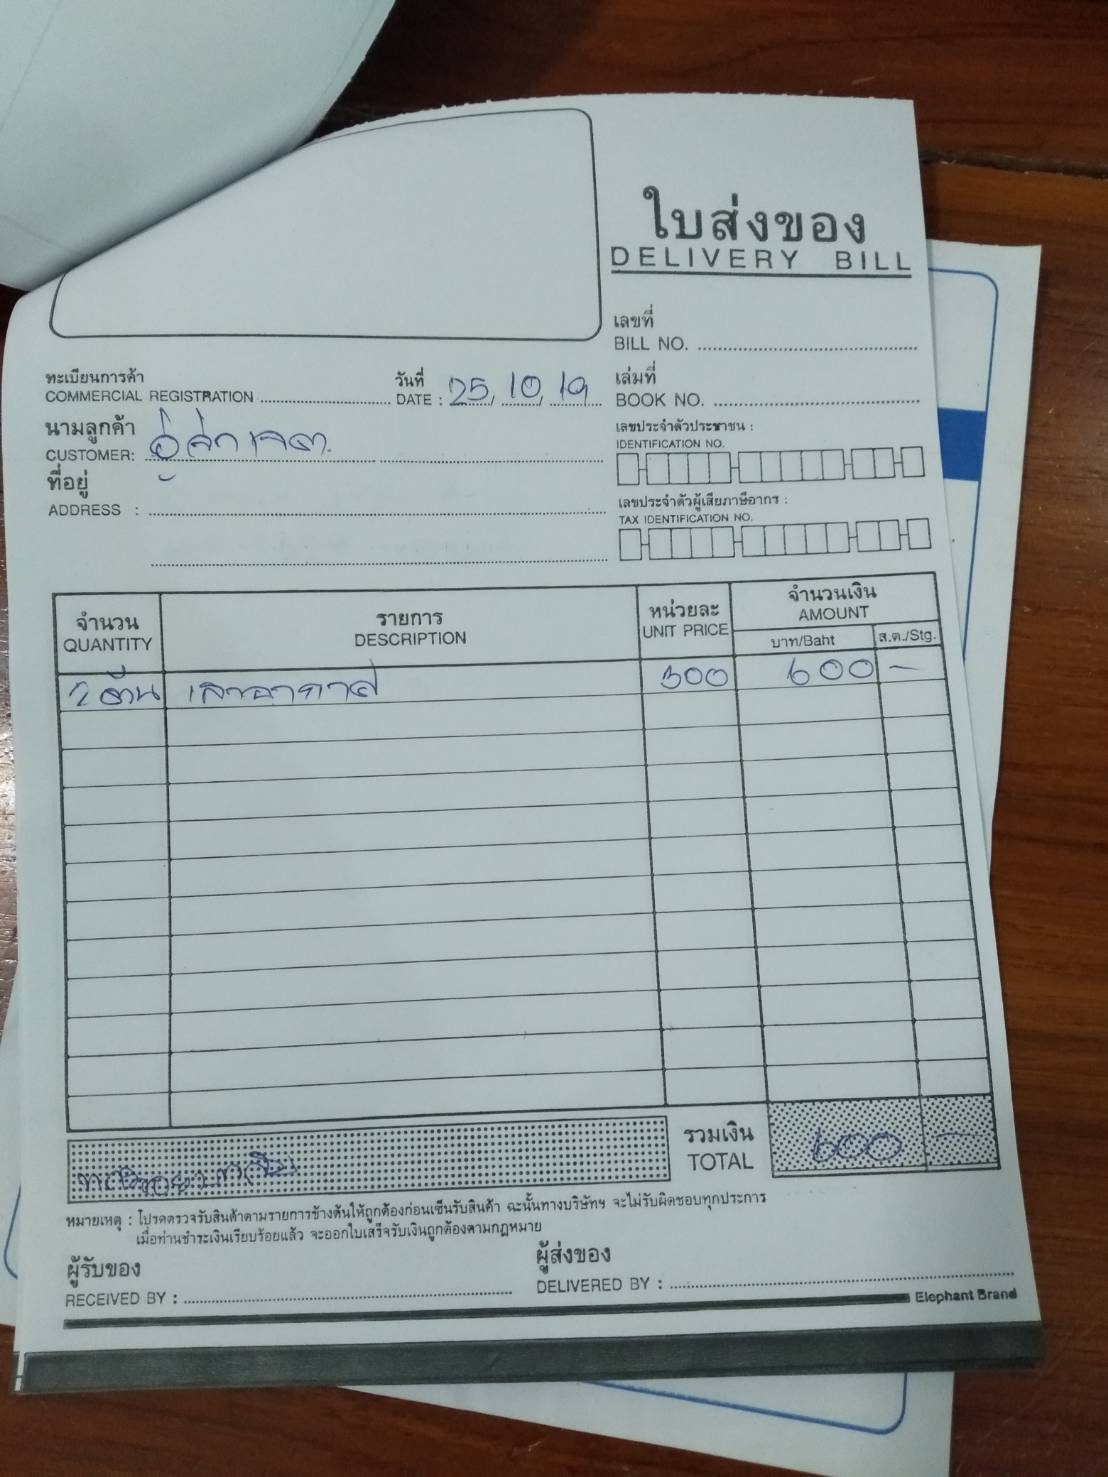 ใบส่งของ
DELIVERY BILL
เลขที่
BILL NO.
ทะเบียนการค้า
COMMERCIAL REGISTRATION
วันที่
DATE : 25, 10, 19
เล่มที่
BOOK NO.
นามลูกค้า
CUSTOMER: อู่
ที่อยู่
ADDRESS :
เลขประจำตัวประชาชน :
IDENTIFICATION NO.
เลขประจำตัวผู้เสียภาษีอากร :
TAX IDENTIFICATION NO.
จำนวน รายการ หน่วยละ จำนวนเงิน
QUANTITY DESCRIPTION UNIT PRICE AMOUNT
บาท/Baht ส.ต./Stg.
2 ต้น เสาอากาศ 300 600 -
รวมเงิน
TOTAL 600 -
หมายเหตุ : โปรดตรวจรับสินค้าตามรายการข้างต้นให้ถูกต้องก่อนเซ็นรับสินค้า ฉะนั้นทางบริษัทฯ จะไม่รับผิดชอบทุกประการ
เมื่อท่านชำระเงินเรียบร้อยแล้ว จะออกใบเสร็จรับเงินถูกต้องตามกฎหมาย
ผู้รับของ
RECEIVED BY :
ผู้ส่งของ
DELIVERED BY :
Elephant Brand